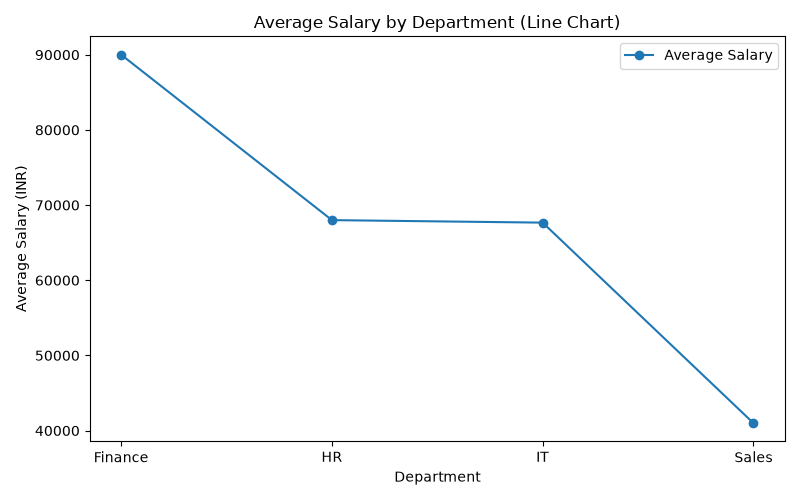 Average Salary by Department (Line Chart)
Average Salary
90000
80000
70000
60000
50000
40000
Average Salary (INR)
Finance HR IT Sales
Department